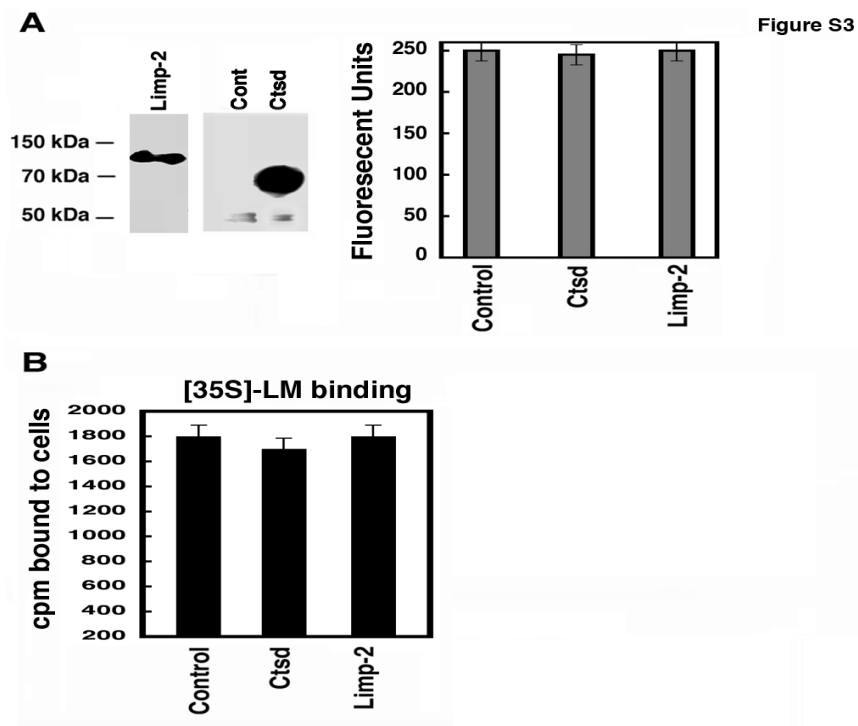 A
Figure S3
Limp-2
Cont
Ctsd
150 kDa
70 kDa
50 kDa
Fluoresecent Units
250
200
150
100
50
0
Control
Ctsd
Limp-2
B
[35S]-LM binding
cpm bound to cells
2000
1800
1600
1400
1200
1000
800
600
400
200
Control
Ctsd
Limp-2